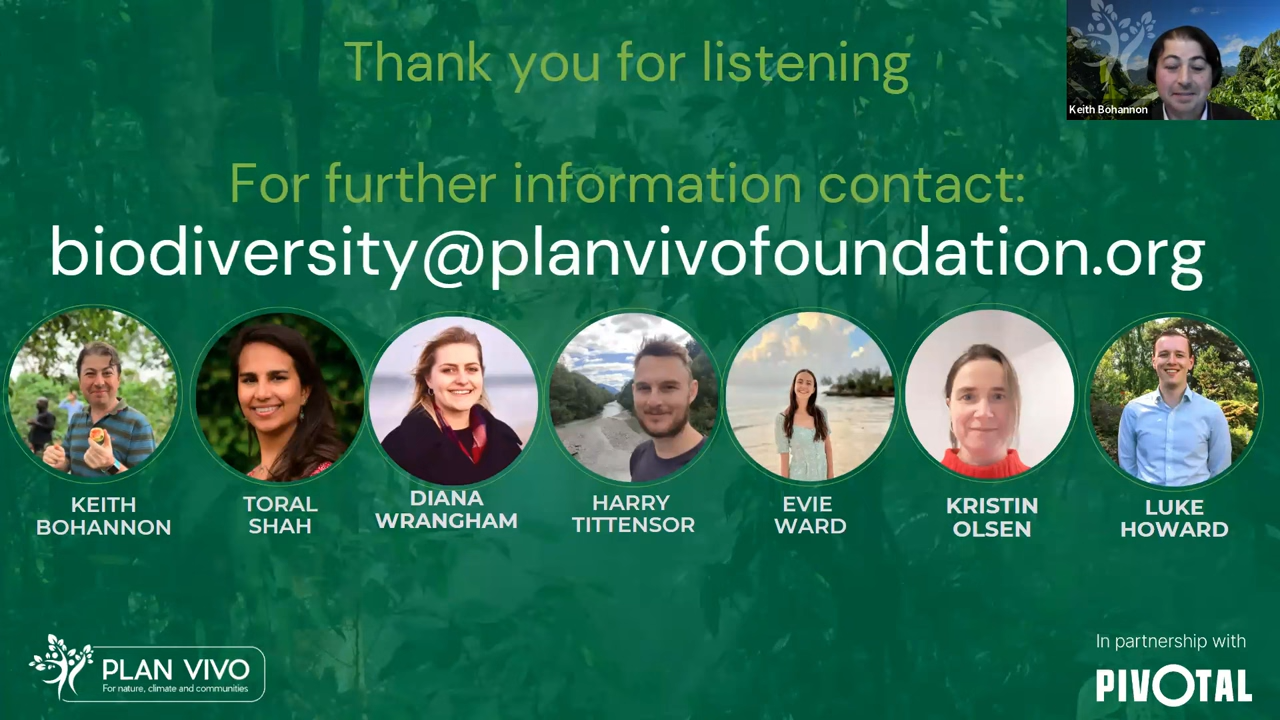 Thank you for listening
Keith Bohannon
For further information contact:
biodiversity@planvivofoundation.org
KEITH
BOHANNON
TORAL
SHAH
DIANA
WRANGHAM
HARRY
TITTENSOR
EVIE
WARD
KRISTIN
OLSEN
LUKE
HOWARD
PLAN VIVO
For nature, climate and communities
In partnership with
PIVOTAL